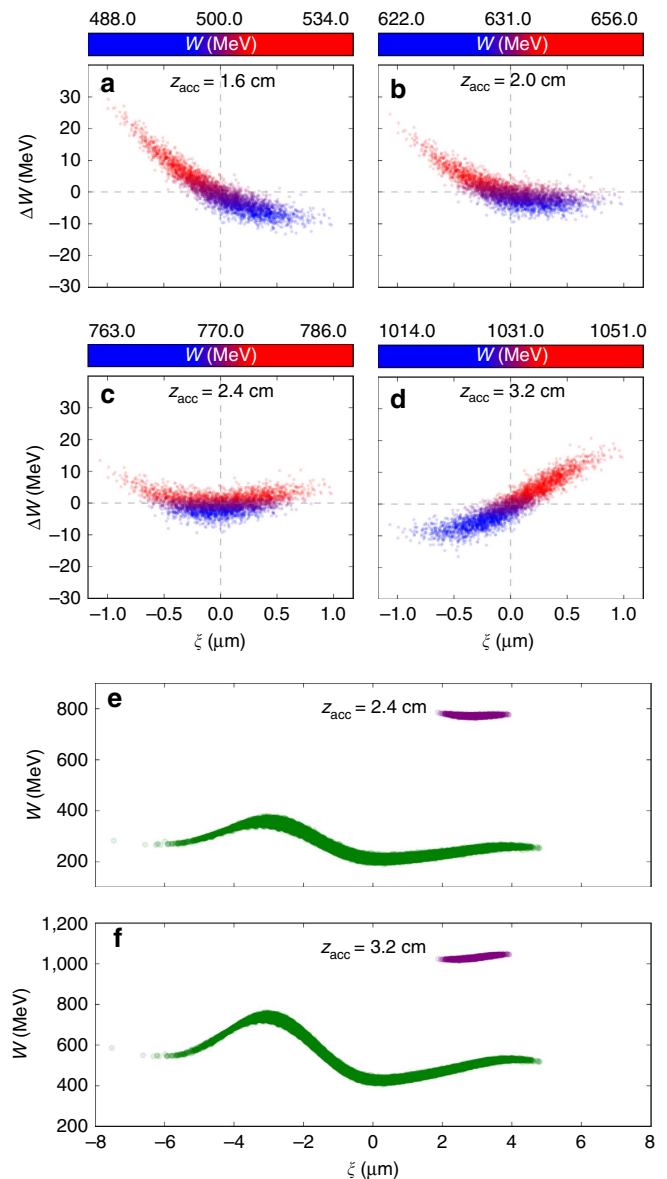 488.0 500.0 534.0 622.0 631.0 656.0
W (MeV) W (MeV)
a z_acc = 1.6 cm b z_acc = 2.0 cm
30
20
10
0
–10
–20
–30
ΔW (MeV)
763.0 770.0 786.0 1014.0 1031.0 1051.0
W (MeV) W (MeV)
c z_acc = 2.4 cm d z_acc = 3.2 cm
30
20
10
0
–10
–20
–30
ΔW (MeV)
–1.0 –0.5 0.0 0.5 1.0 –1.0 –0.5 0.0 0.5 1.0
ξ (μm) ξ (μm)
e z_acc = 2.4 cm
800
600
400
200
W (MeV)
f z_acc = 3.2 cm
1,200
1,000
800
600
400
200
W (MeV)
–8 –6 –4 –2 0 2 4 6 8
ξ (μm)